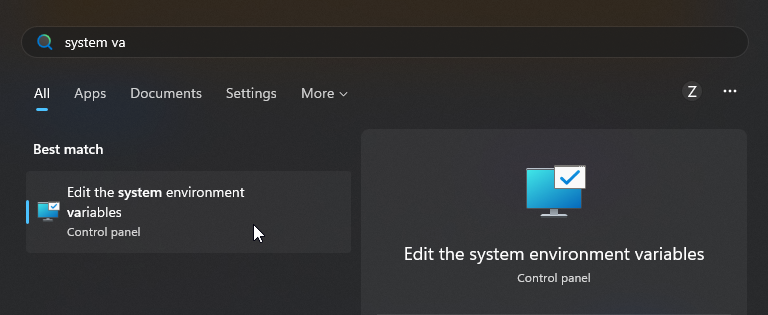 system va
All Apps Documents Settings More Z
Best match
Edit the system environment
variables
Control panel
Edit the system environment variables
Control panel